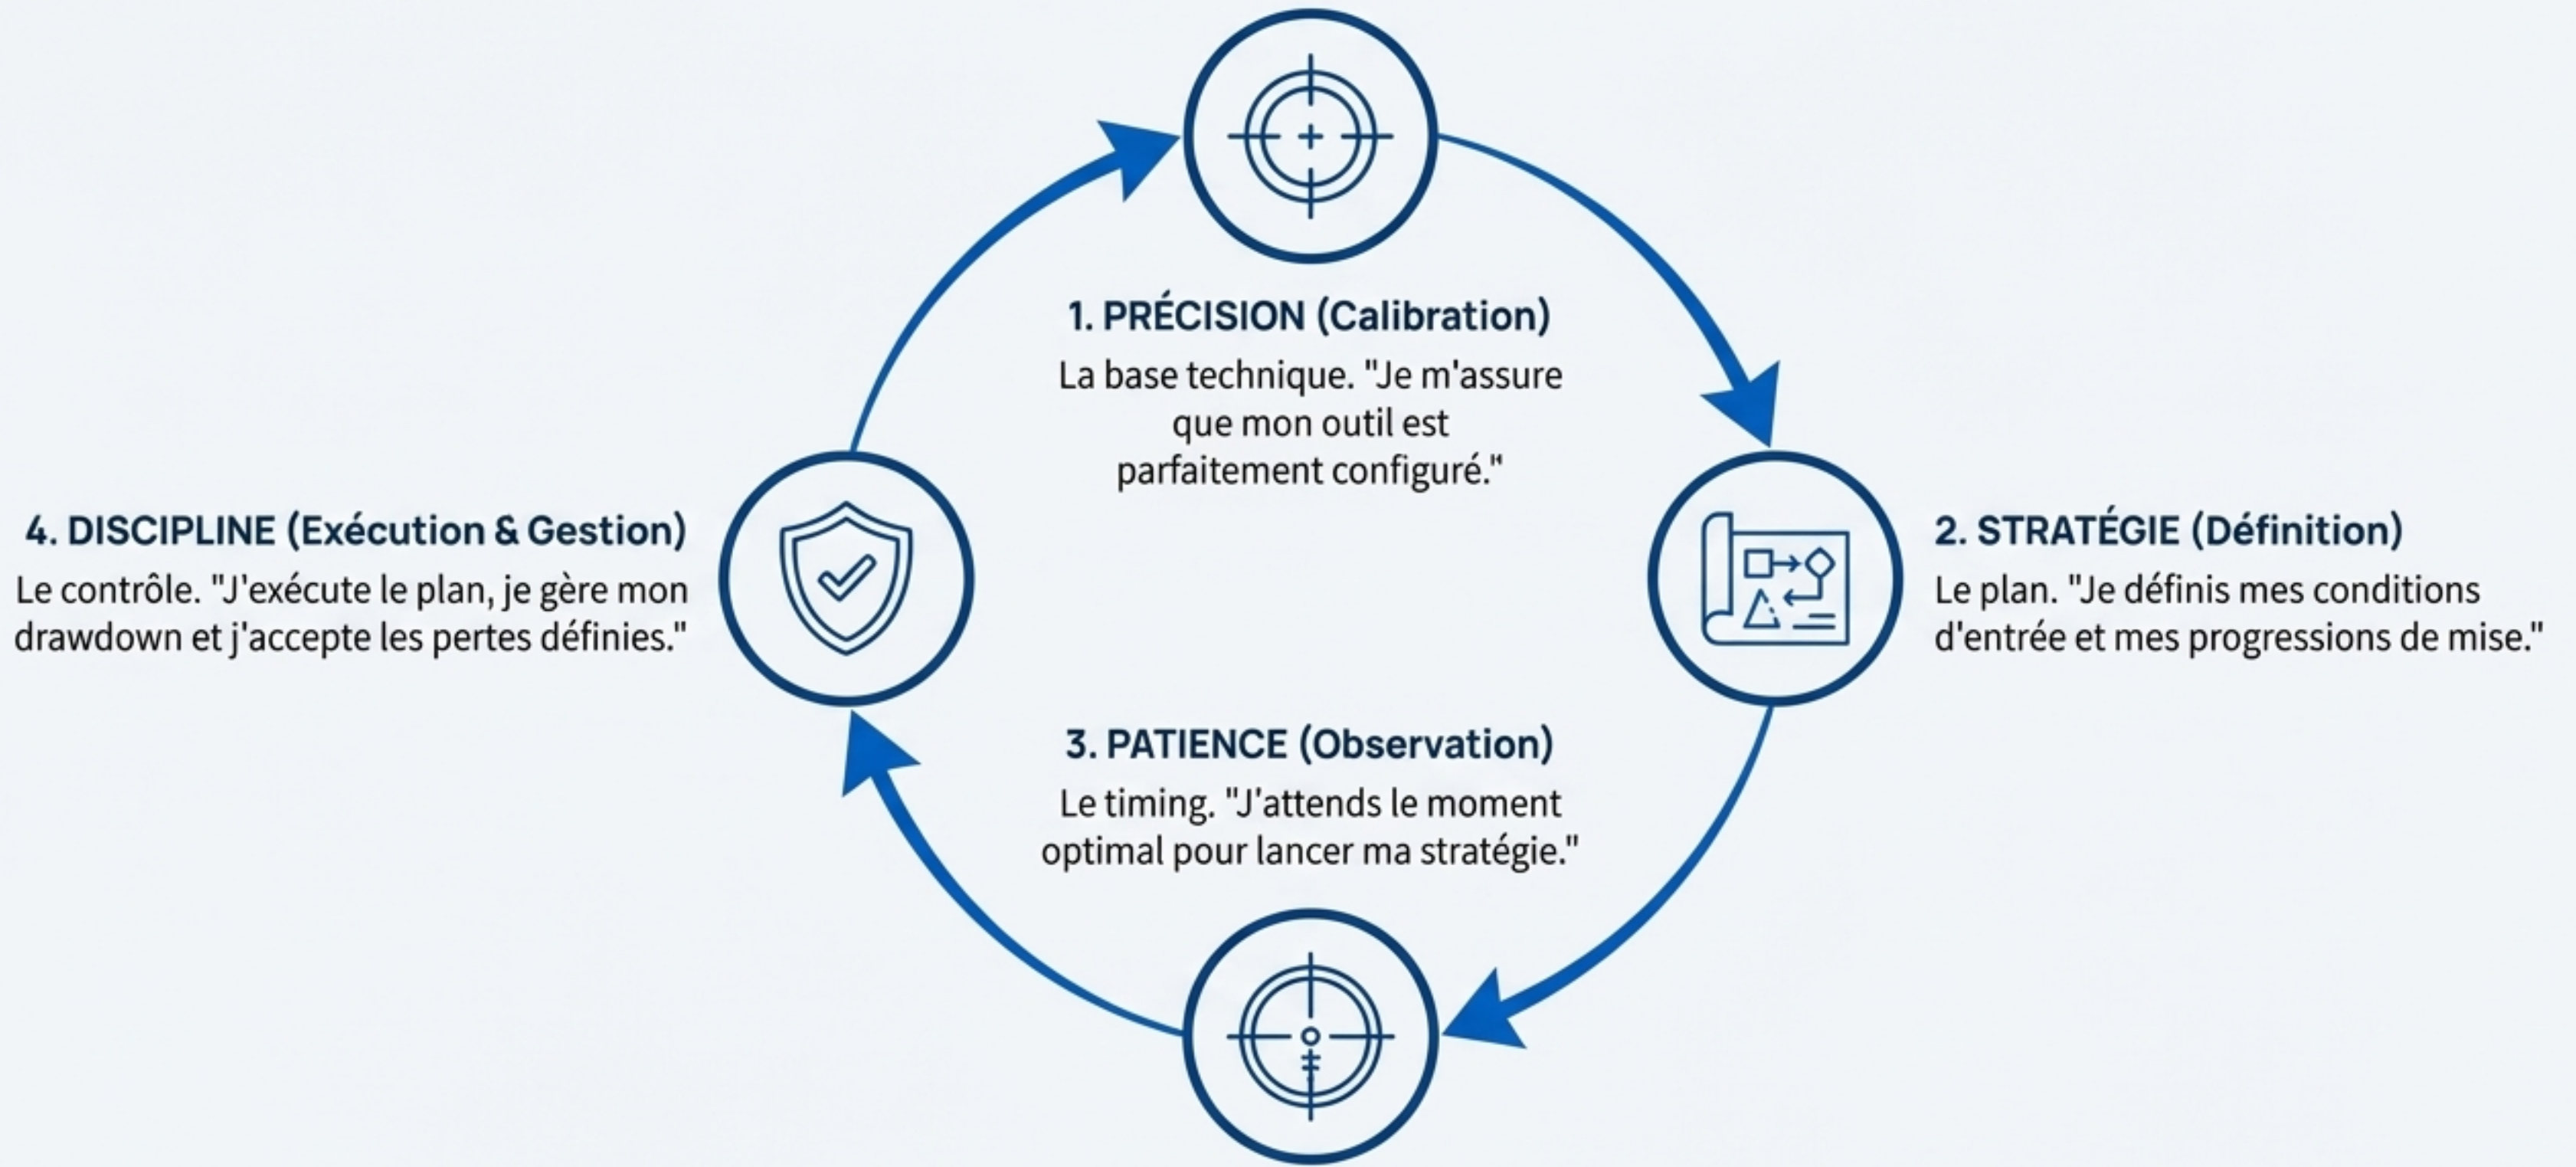 1. PRÉCISION (Calibration)
La base technique. "Je m'assure
que mon outil est
parfaitement configuré."
2. STRATÉGIE (Définition)
Le plan. "Je définis mes conditions
d'entrée et mes progressions de mise."
3. PATIENCE (Observation)
Le timing. "J'attends le moment
optimal pour lancer ma stratégie."
4. DISCIPLINE (Exécution & Gestion)
Le contrôle. "J'exécute le plan, je gère mon
drawdown et j'accepte les pertes définies."